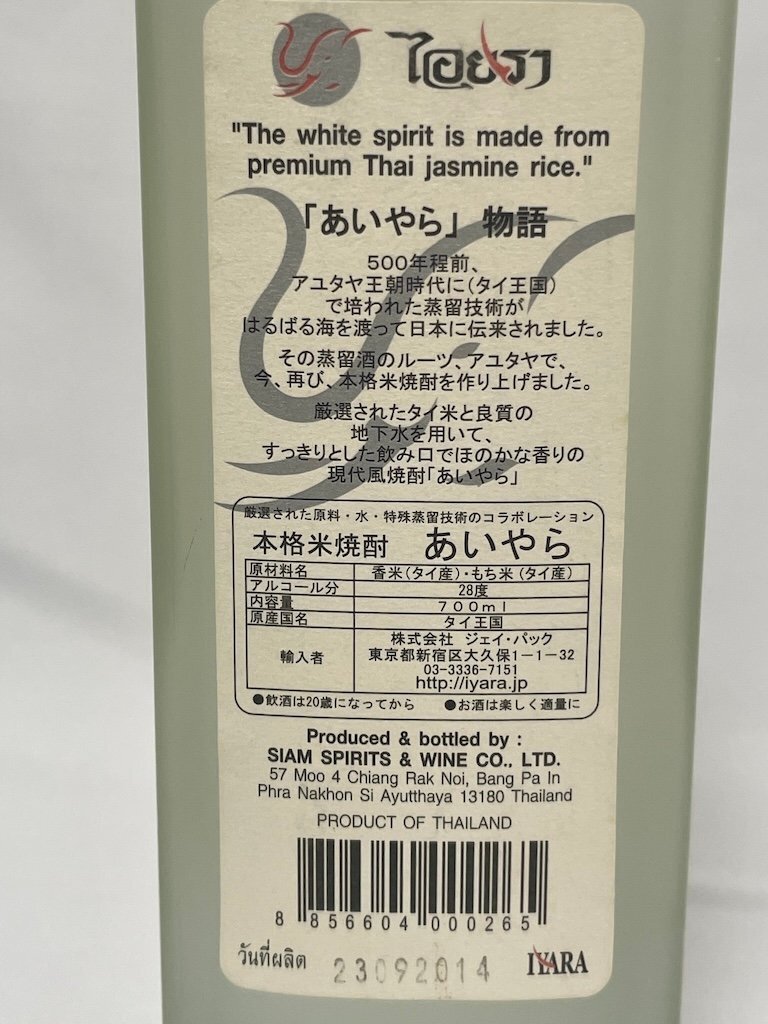 ไอยรา
"The white spirit is made from
premium Thai jasmine rice."
「あいやら」 物語
500年程前、
アユタヤ王朝時代に(タイ王国)
で培われた蒸留技術が
はるばる海を渡って日本に伝来されました。
その蒸留酒のルーツ、アユタヤで、
今、再び、本格米焼酎を作り上げました。
厳選されたタイ米と良質の
地下水を用いて、
すっきりとした飲み口でほのかな香りの
現代風焼酎「あいやら」
厳選された原料・水・特殊蒸留技術のコラボレーション
本格米焼酎 あいやら
原材料名 香米(タイ産)・もち米(タイ産)
アルコール分 28度
内容量 700ml
原産国名 タイ王国
輸入者 株式会社 ジェイ・パック
東京都新宿区大久保1-1-32
03-3336-7151
http://iyara.jp
●飲酒は20歳になってから ●お酒は楽しく適量に
Produced & bottled by :
SIAM SPIRITS & WINE CO., LTD.
57 Moo 4 Chiang Rak Noi, Bang Pa In
Phra Nakhon Si Ayutthaya 13180 Thailand
PRODUCT OF THAILAND
8 856604 000265
วันที่ผลิต 23092014 IYARA